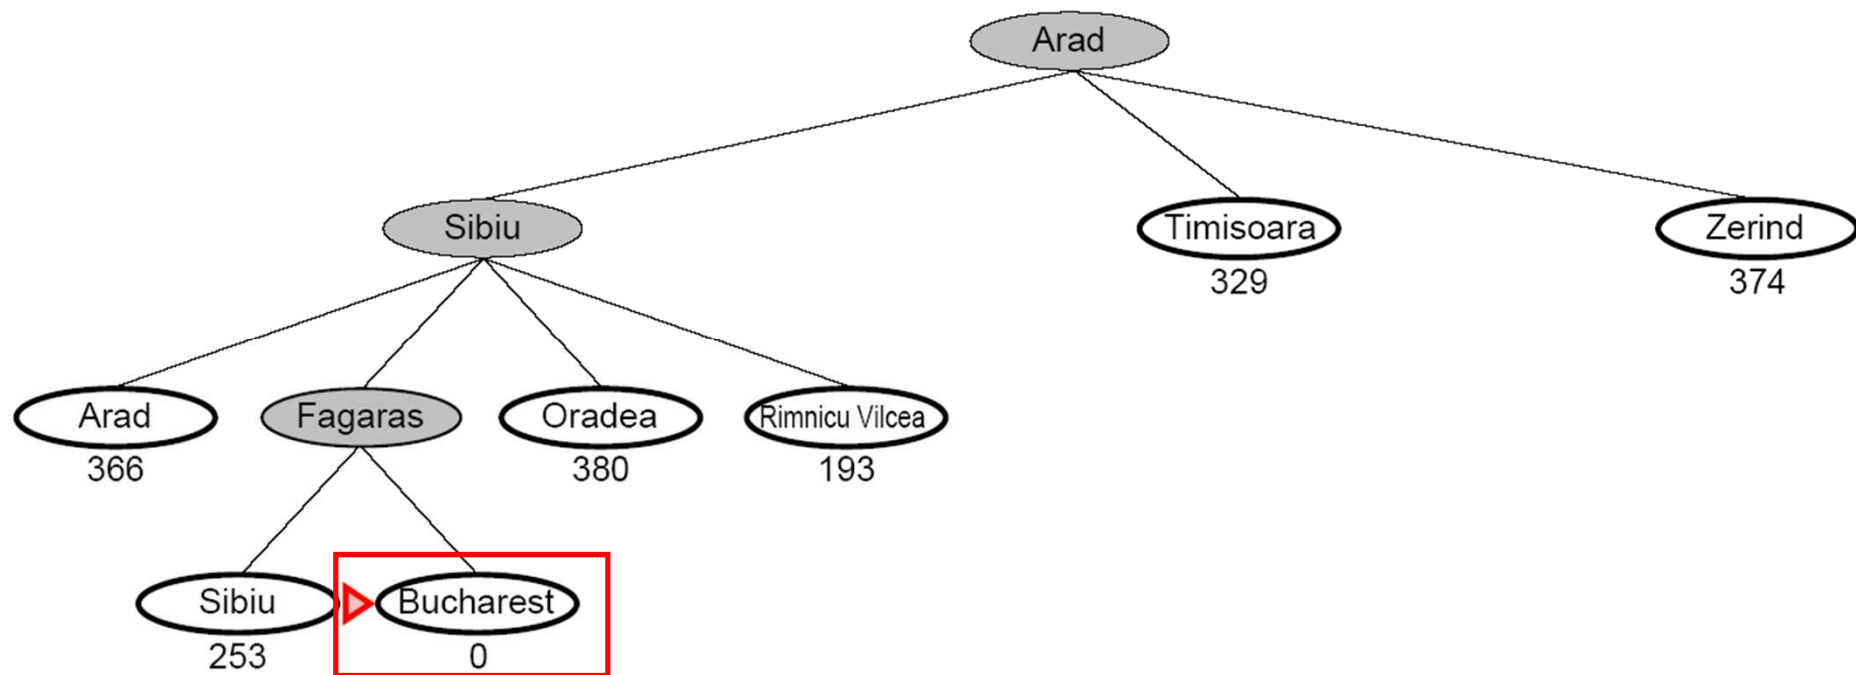 Arad
Sibiu
Timisoara
Zerind
329
374
Arad
Fagaras
Oradea
Rimnicu Vilcea
366
380
193
Sibiu
Bucharest
253
0